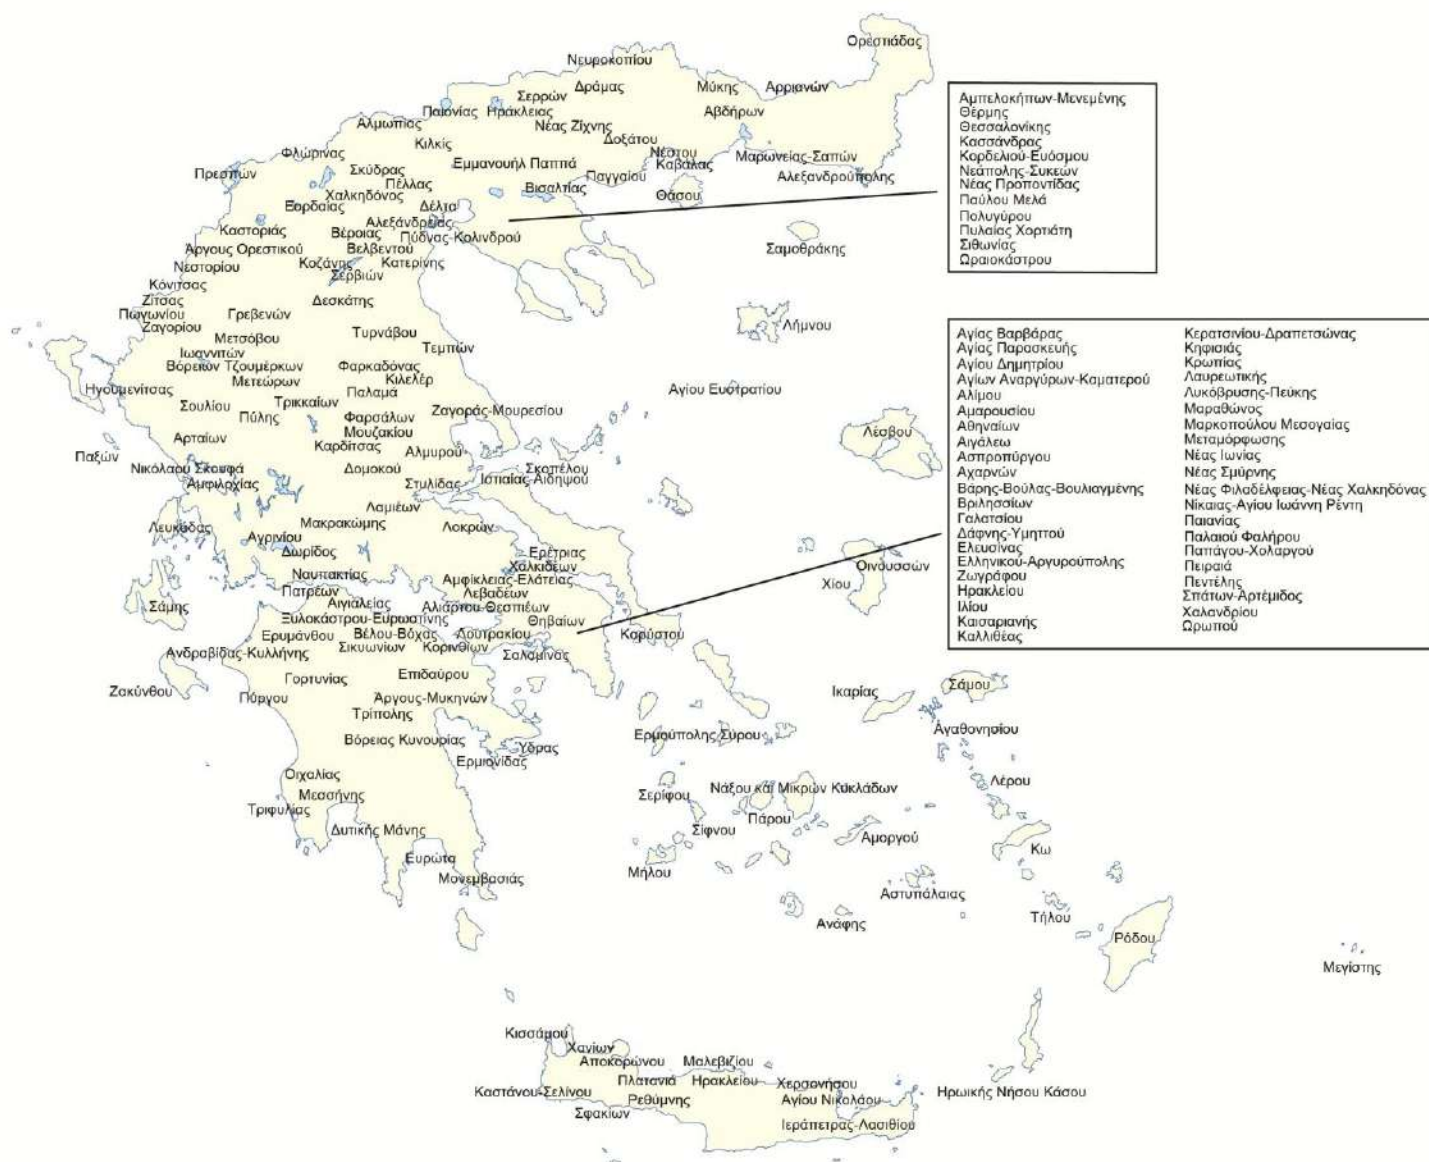 Ορεστιάδας
Νευροκοπίου
Δράμας
Μύκης
Αρριανών
Σερρών
Παιονίας
Ηράκλειας
Αβδήρων
Αλμωπίας
Νέας Ζίχνης
Κιλκίς
Δοξάτου
Φλώρινας
Νέστου
Καβάλας
Μαρωνείας-Σαπών
Πρεσπών
Σκύδρας
Εμμανουήλ Παππά
Αλεξανδρούπολης
Πέλλας
Παγγαίου
Βισαλτίας
Χαλκηδόνος
Θάσου
Εορδαίας
Δέλτα
Αλεξάνδρειας
Καστοριάς
Βέροιας
Πύδνας-Κολινδρού
Άργους Ορεστικού
Βελβεντού
Σαμοθράκης
Νεστορίου
Κοζάνης
Κατερίνης
Σερβιών
Κόνιτσας
Ζίτσας
Δεσκάτης
Πωγωνίου
Γρεβενών
Ζαγορίου
Λήμνου
Μετσόβου
Τυρνάβου
Τεμπών
Ιωαννιτών
Βόρειων Τζουμέρκων
Φαρκαδόνας
Μετεώρων
Κιλελέρ
Ηγουμενίτσας
Παλαμά
Αγίου Ευστρατίου
Σουλίου
Τρικκαίων
Πύλης
Φαρσάλων
Ζαγοράς-Μουρεσίου
Μουζακίου
Λέσβου
Αρταίων
Καρδίτσας
Αλμυρού
Παξών
Νικόλαου Σκουφά
Δομοκού
Σκοπέλου
Ιστιαίας-Αιδηψού
Αμφιλοχίας
Στυλίδας
Λαμιέων
Λευκάδας
Μακρακώμης
Λοκρών
Αγρινίου
Δωρίδος
Ερέτριας
Χαλκιδέων
Οινουσσών
Ναυπακτίας
Αμφίκλειας-Ελάτειας
Χίου
Πατρέων
Λεβαδέων
Σάμης
Αιγιαλείας
Αλιάρτου-Θεσπιέων
Ξυλοκάστρου-Ευρωστίνης
Θηβαίων
Ερυμάνθου
Βέλου-Βόχας
Λουτρακίου
Καρύστου
Σικυωνίων
Κορινθίων
Ανδραβίδας-Κυλλήνης
Σαλαμίνας
Γορτυνίας
Επιδαύρου
Ζακύνθου
Πύργου
Άργους-Μυκηνών
Ικαρίας
Σάμου
Τρίπολης
Αγαθονησίου
Βόρειας Κυνουρίας
Ερμούπολης Σύρου
Ύδρας
Ερμιονίδας
Οιχαλίας
Λέρου
Μεσσήνης
Σερίφου
Νάξου και Μικρών Κυκλάδων
Τριφυλίας
Πάρου
Δυτικής Μάνης
Σίφνου
Αμοργού
Κω
Ευρώτα
Μήλου
Μονεμβασιάς
Αστυπάλαιας
Ανάφης
Τήλου
Ρόδου
Μεγίστης
Κισσάμου
Χανίων
Αποκορώνου
Μαλεβιζίου
Πλατανιά
Ηρακλείου
Χερσονήσου
Καστάνου-Σελίνου
Ρεθύμνης
Αγίου Νικολάου
Ηρωικής Νήσου Κάσου
Σφακίων
Ιεράπετρας-Λασιθίου
Αμπελοκήπων-Μενεμένης
Θέρμης
Θεσσαλονίκης
Κασσάνδρας
Κορδελιού-Ευόσμου
Νεάπολης-Συκεών
Νέας Προποντίδας
Παύλου Μελά
Πολυγύρου
Πυλαίας Χορτιάτη
Σιθωνίας
Ωραιοκάστρου
Αγίας Βαρβάρας
Αγίας Παρασκευής
Αγίου Δημητρίου
Αγίων Αναργύρων-Καματερού
Αλίμου
Αμαρουσίου
Αθηναίων
Αιγάλεω
Ασπροπύργου
Αχαρνών
Βάρης-Βούλας-Βουλιαγμένης
Βριλησσίων
Γαλατσίου
Δάφνης-Υμηττού
Ελευσίνας
Ελληνικού-Αργυρούπολης
Ζωγράφου
Ηρακλείου
Ιλίου
Καισαριανής
Καλλιθέας
Κερατσινίου-Δραπετσώνας
Κηφισιάς
Κρωπίας
Λαυρεωτικής
Λυκόβρυσης-Πεύκης
Μαραθώνος
Μαρκοπούλου Μεσογαίας
Μεταμόρφωσης
Νέας Ιωνίας
Νέας Σμύρνης
Νέας Φιλαδέλφειας-Νέας Χαλκηδόνας
Νίκαιας-Αγίου Ιωάννη Ρέντη
Παιανίας
Παλαιού Φαλήρου
Παπάγου-Χολαργού
Πειραιά
Πεντέλης
Σπάτων-Αρτέμιδος
Χαλανδρίου
Ωρωπού